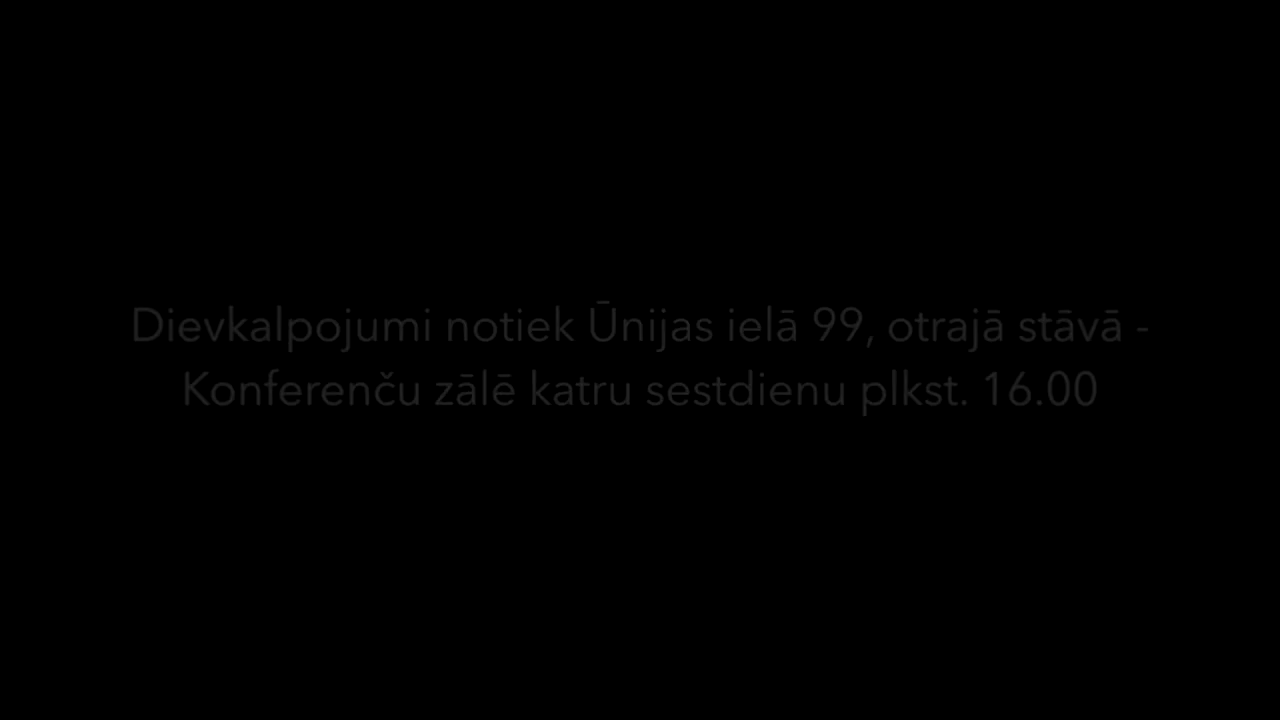 Dievkalpojumi notiek Ūnijas ielā 99, otrajā stāvā -
Konferenču zālē katru sestdienu plkst. 16.00